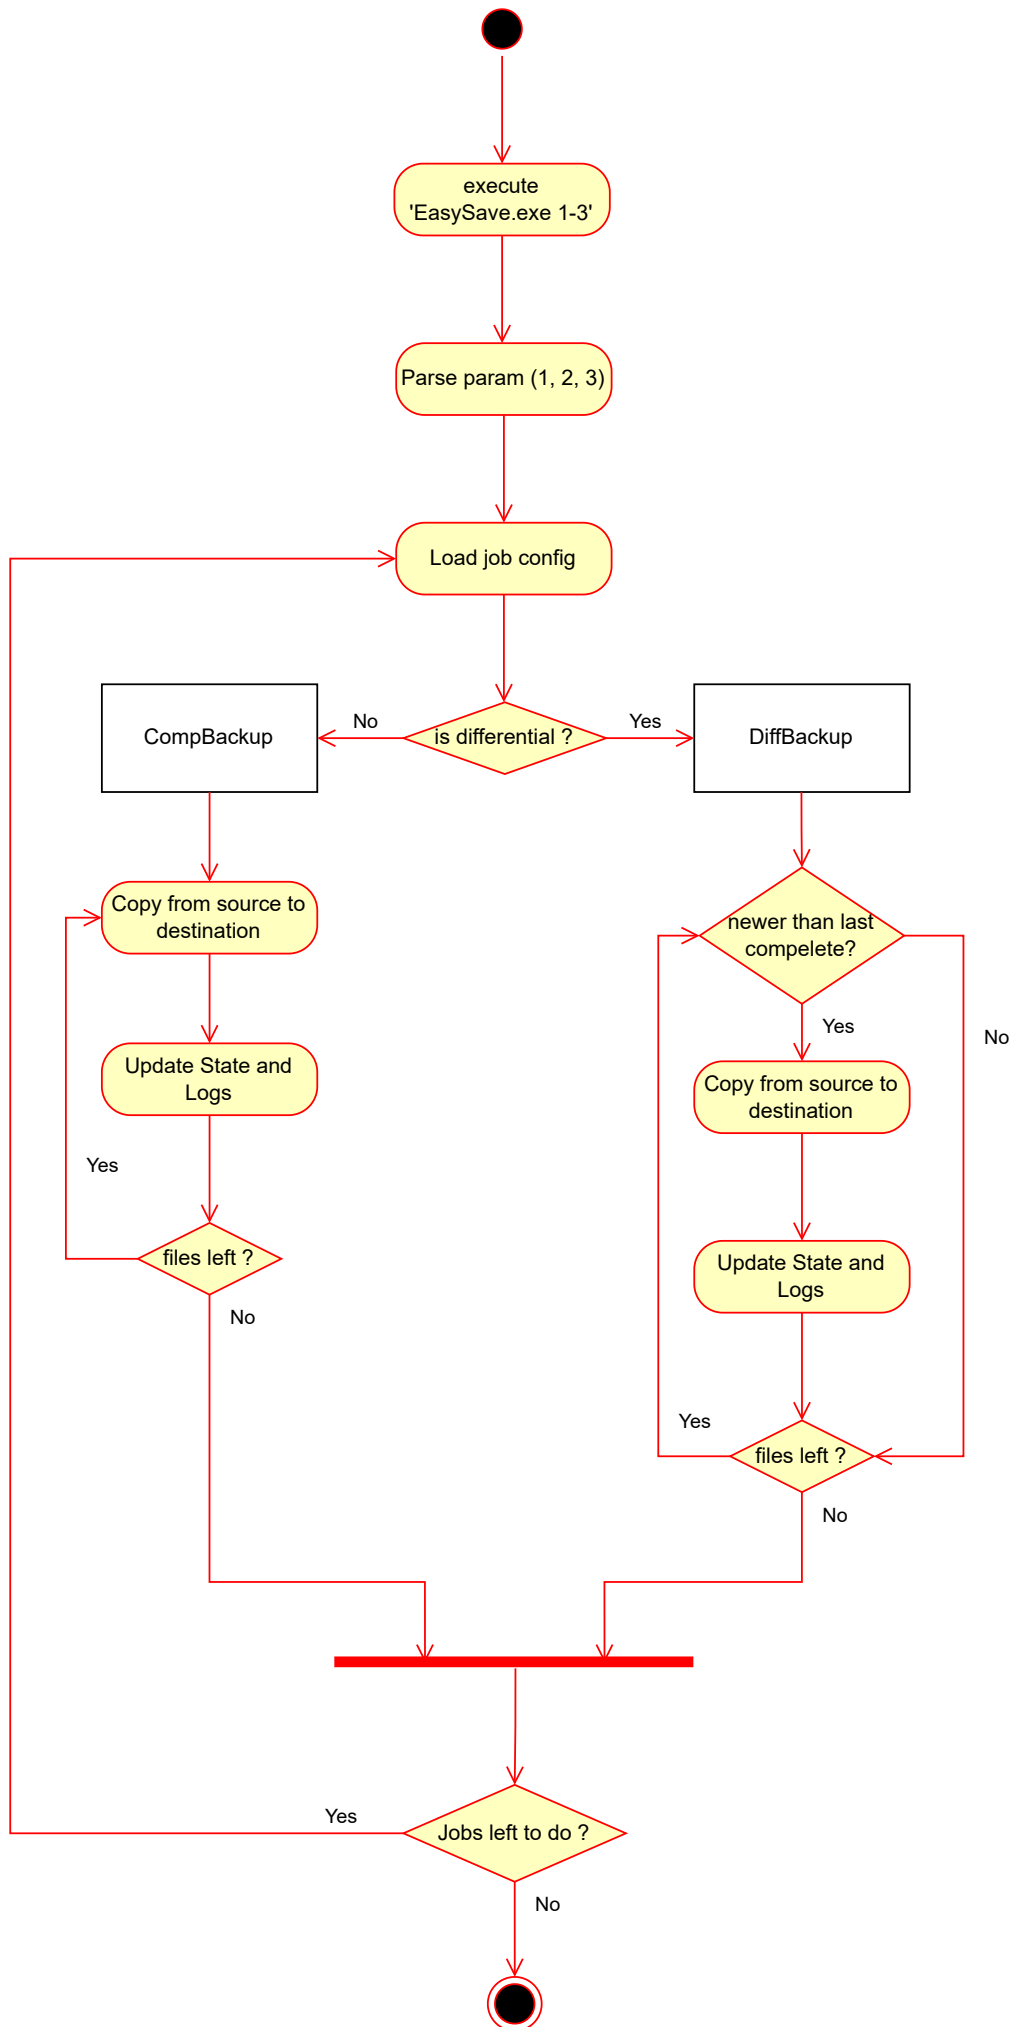 execute
'EasySave.exe 1-3'
Parse param (1, 2, 3)
Load job config
CompBackup
No
is differential ?
Yes
DiffBackup
Copy from source to
destination
newer than last
compelete?
Yes
No
Update State and
Logs
Copy from source to
destination
Yes
files left ?
No
Update State and
Logs
Yes
files left ?
No
Yes
Jobs left to do ?
No